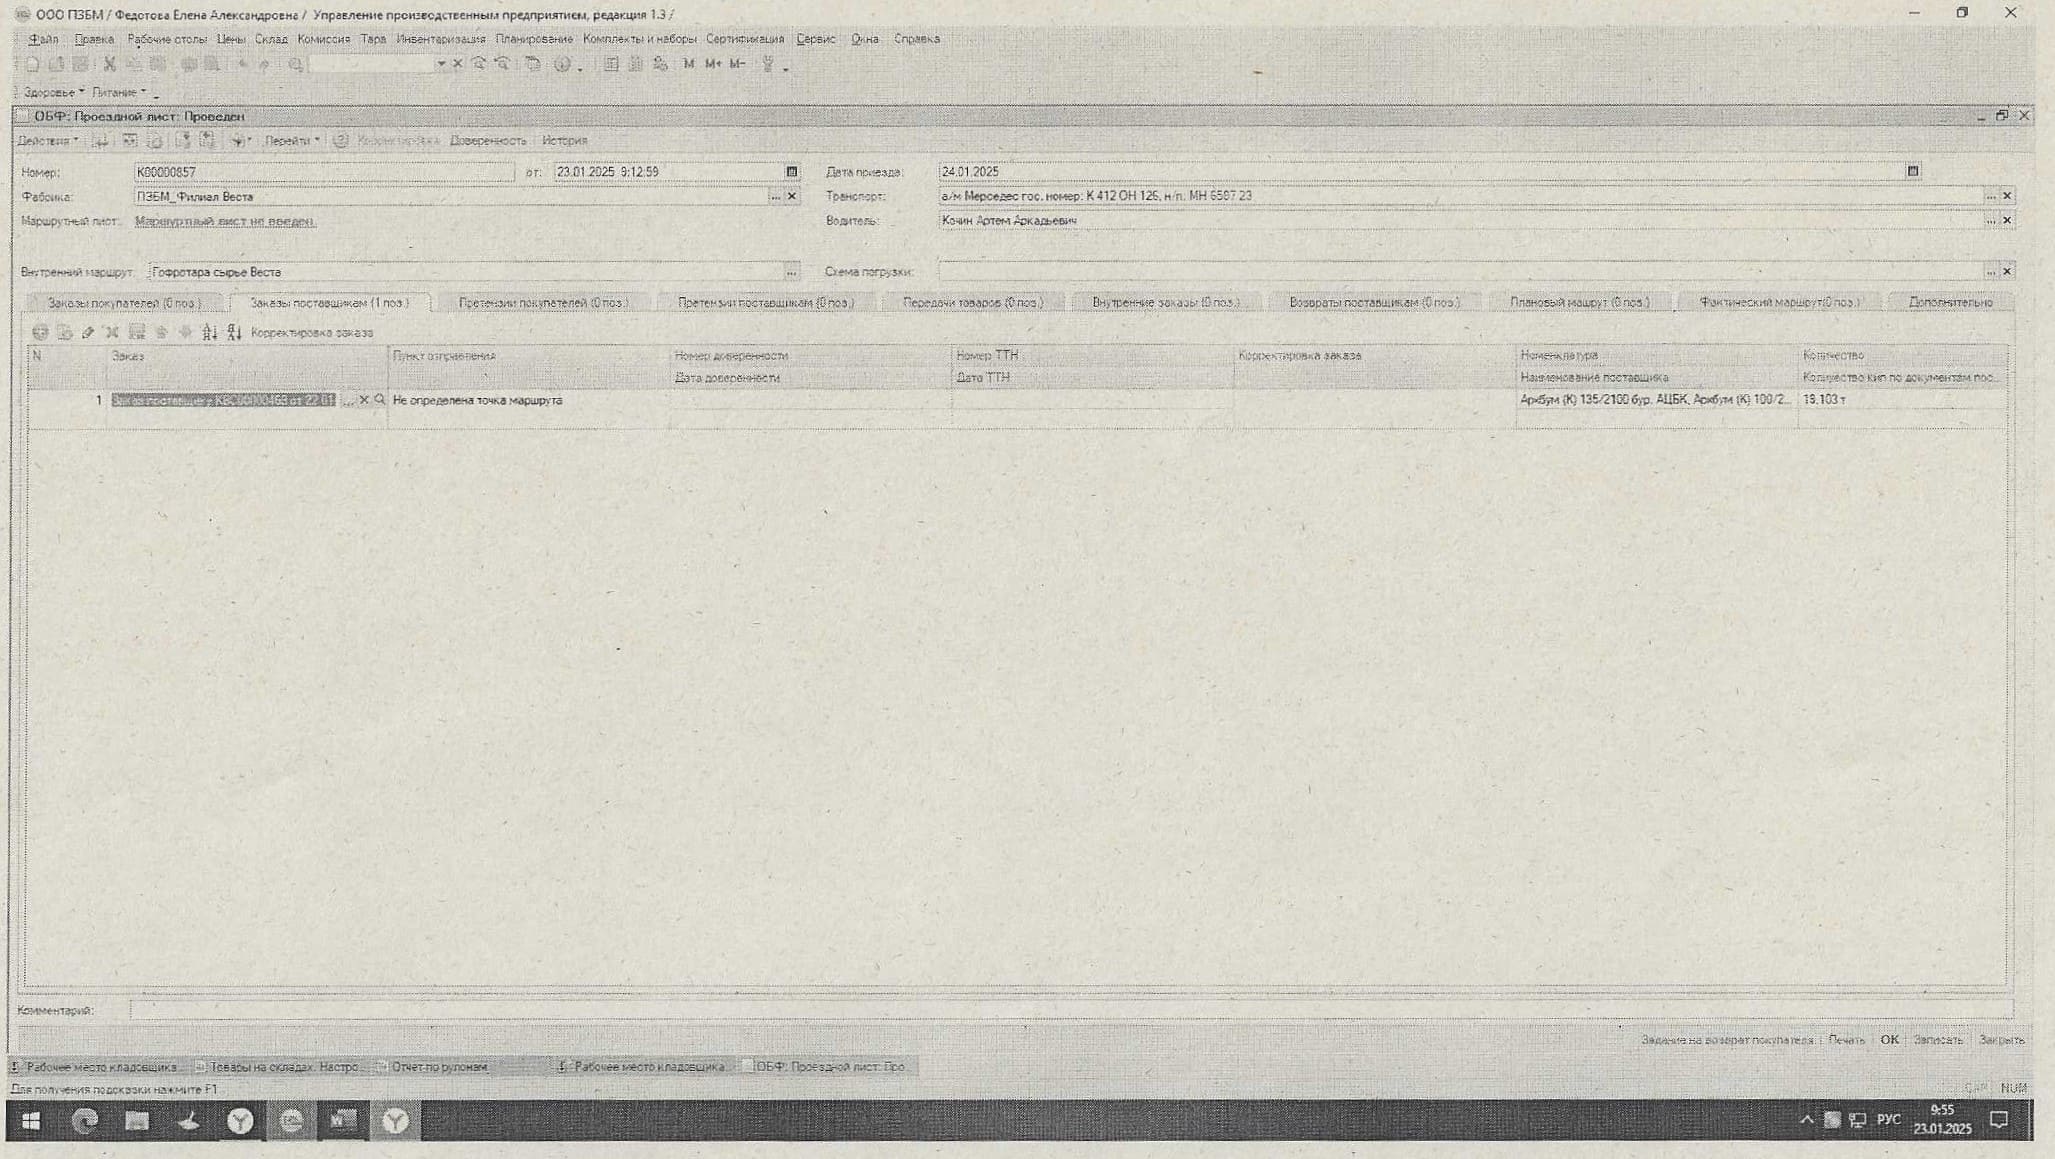 ООО ПЗБМ / Федотова Елена Александровна / Управление производственным предприятием, редакция 1.3 /
Файл Правка Рабочие столы Цены Склад Комиссия Тара Инвентаризация Планирование Комплекты и наборы Сертификация Сервис Окна Справка
M M+ M-
Здоровье Питание
ОБФ: Проездной лист: Проведен
Действия Перейти Корректировка Доверенность История
Номер: К00000857 от: 23.01.2025 9:12:59 Дата приезда: 24.01.2025
Фабрика: ПЗБМ_Филиал Веста ... Транспорт: а/м Мерседес гос. номер: К 412 ОН 126, н/п: МН 6587 23 ...
Маршрутный лист: Маршрутный лист не введен. Водитель: Кочин Артем Аркадьевич ...
Внутренний маршрут: Гофротара сырье Веста ... Схема погрузки: ...
Заказы покупателей (0 поз.) Заказы поставщикам (1 поз.) Претензии покупателей (0 поз.) Претензии поставщикам (0 поз.) Передачи товаров (0 поз.) Внутренние заказы (0 поз.) Возвраты поставщикам (0 поз.) Плановый машрут (0 поз.) Фактический маршрут(0 поз.) Дополнительно
Корректировка заказа
N Заказ Пункт отправления Номер доверенности Номер ТТН Корректировка заказа Номенклатура Количество
Дата доверенности Дата ТТН Наименование поставщика Количество кип по документам пос...
1 Заказ поставщику от 22.01 ... Не определена точка маршрута Арбум (К) 135/2100 бур. АЦБК, Арбум (К) 100/2... 19.103 т
Комментарий:
Задание на возврат покупателя Печать OK Записать Закрыть
Рабочее место кладовщика Товары на складах. Настро... Отчет по рулонам Рабочее место кладовщика ОБФ: Проездной лист: Про...
Для получения подсказки нажмите F1 CAP NUM
РУС 9:55
23.01.2025